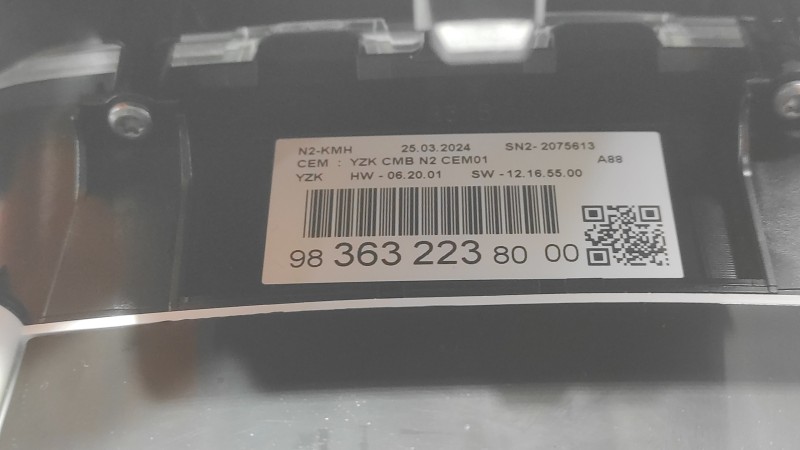 N2-KMH 25.03.2024 SN2- 2075613
CEM : YZK CMB N2 CEM01 A88
YZK HW - 06.20.01 SW - 12.16.55.00
98 363 223 80 00